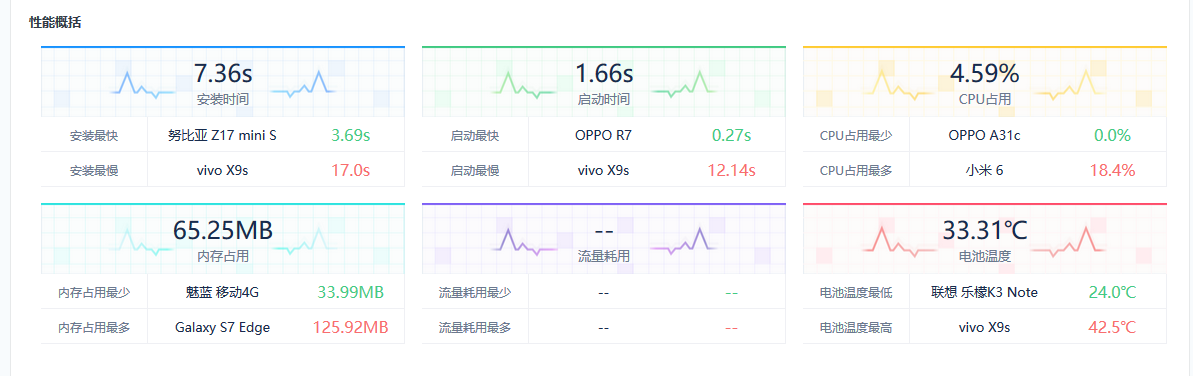 性能概括
7.36s
安装时间
安装最快 努比亚 Z17 mini S 3.69s
安装最慢 vivo X9s 17.0s
1.66s
启动时间
启动最快 OPPO R7 0.27s
启动最慢 vivo X9s 12.14s
4.59%
CPU占用
CPU占用最少 OPPO A31c 0.0%
CPU占用最多 小米 6 18.4%
65.25MB
内存占用
内存占用最少 魅蓝 移动4G 33.99MB
内存占用最多 Galaxy S7 Edge 125.92MB
--
流量耗用
流量耗用最少 -- --
流量耗用最多 -- --
33.31℃
电池温度
电池温度最低 联想 乐檬K3 Note 24.0℃
电池温度最高 vivo X9s 42.5℃